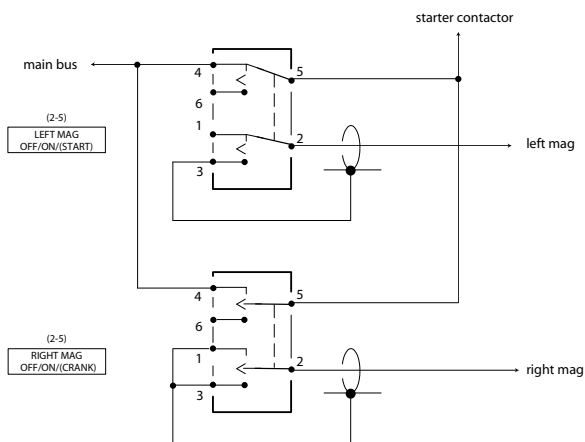 starter contactor
main bus
4
5
6
(2-5)
LEFT MAG
OFF/ON/(START)
1
2
left mag
3
4
5
6
(2-5)
RIGHT MAG
OFF/ON/(CRANK)
1
2
right mag
3